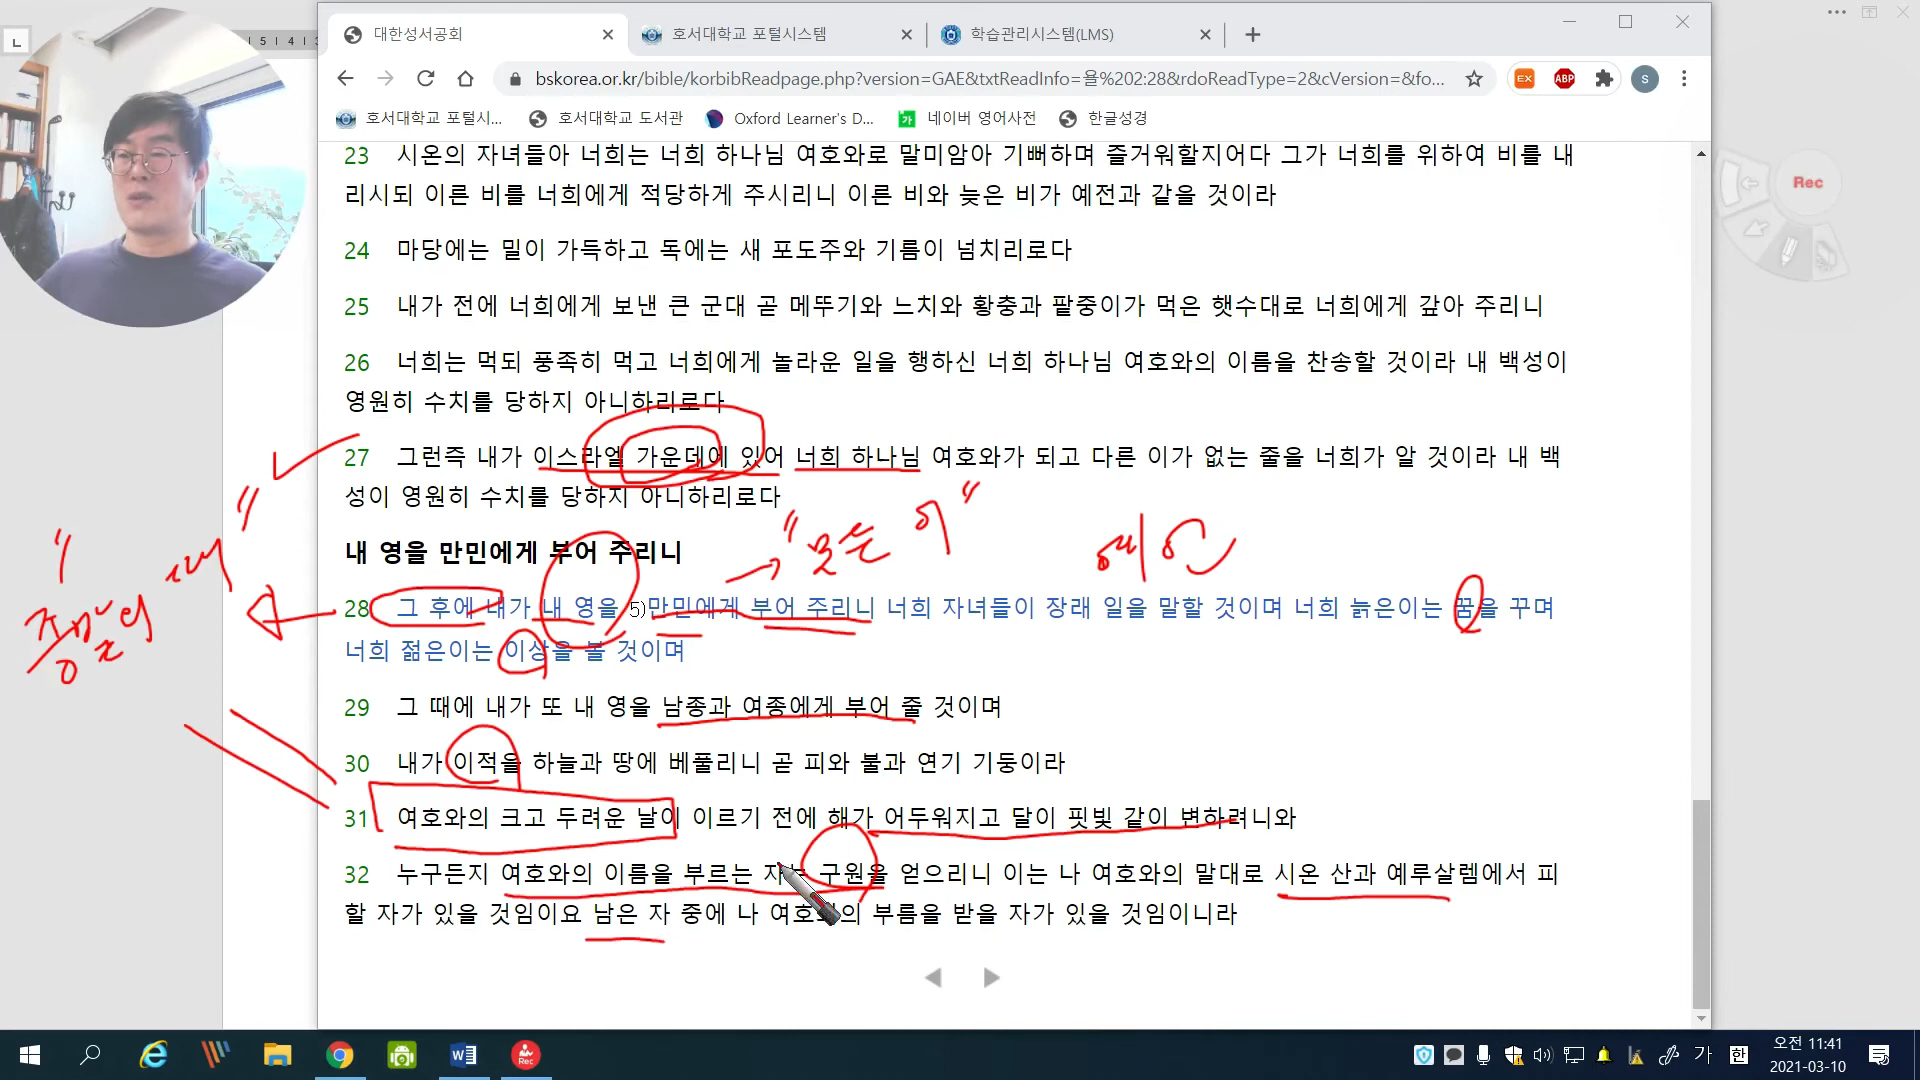 대한성서공회
호서대학교 포털시스템
학습관리시스템(LMS)
bskorea.or.kr/bible/korbibReadpage.php?version=GAE&txtReadInfo=욜%202:28&rdoReadType=2&cVersion=&fo...
EX
ABP
S
호서대학교 포털시...
호서대학교 도서관
Oxford Learner's D...
네이버 영어사전
한글성경
5 4 3
Rec
23 시온의 자녀들아 너희는 너희 하나님 여호와로 말미암아 기뻐하며 즐거워할지어다 그가 너희를 위하여 비를 내
리시되 이른 비를 너희에게 적당하게 주시리니 이른 비와 늦은 비가 예전과 같을 것이라
24 마당에는 밀이 가득하고 독에는 새 포도주와 기름이 넘치리로다
25 내가 전에 너희에게 보낸 큰 군대 곧 메뚜기와 느치와 황충과 팥중이가 먹은 햇수대로 너희에게 갚아 주리니
26 너희는 먹되 풍족히 먹고 너희에게 놀라운 일을 행하신 너희 하나님 여호와의 이름을 찬송할 것이라 내 백성이
영원히 수치를 당하지 아니하리로다
27 그런즉 내가 이스라엘 가운데에 있어 너희 하나님 여호와가 되고 다른 이가 없는 줄을 너희가 알 것이라 내 백
성이 영원히 수치를 당하지 아니하리로다
"모든 이"
예언
내 영을 만민에게 부어 주리니
28 그 후에 내가 내 영을 5)만민에게 부어 주리니 너희 자녀들이 장래 일을 말할 것이며 너희 늙은이는 꿈을 꾸며
너희 젊은이는 이상을 볼 것이며
29 그 때에 내가 또 내 영을 남종과 여종에게 부어 줄 것이며
30 내가 이적을 하늘과 땅에 베풀리니 곧 피와 불과 연기 기둥이라
31 여호와의 크고 두려운 날이 이르기 전에 해가 어두워지고 달이 핏빛 같이 변하려니와
32 누구든지 여호와의 이름을 부르는 자는 구원을 얻으리니 이는 나 여호와의 말대로 시온 산과 예루살렘에서 피
할 자가 있을 것임이요 남은 자 중에 나 여호와의 부름을 받을 자가 있을 것임이니라
Rec
가
한
오전 11:41
2021-03-10